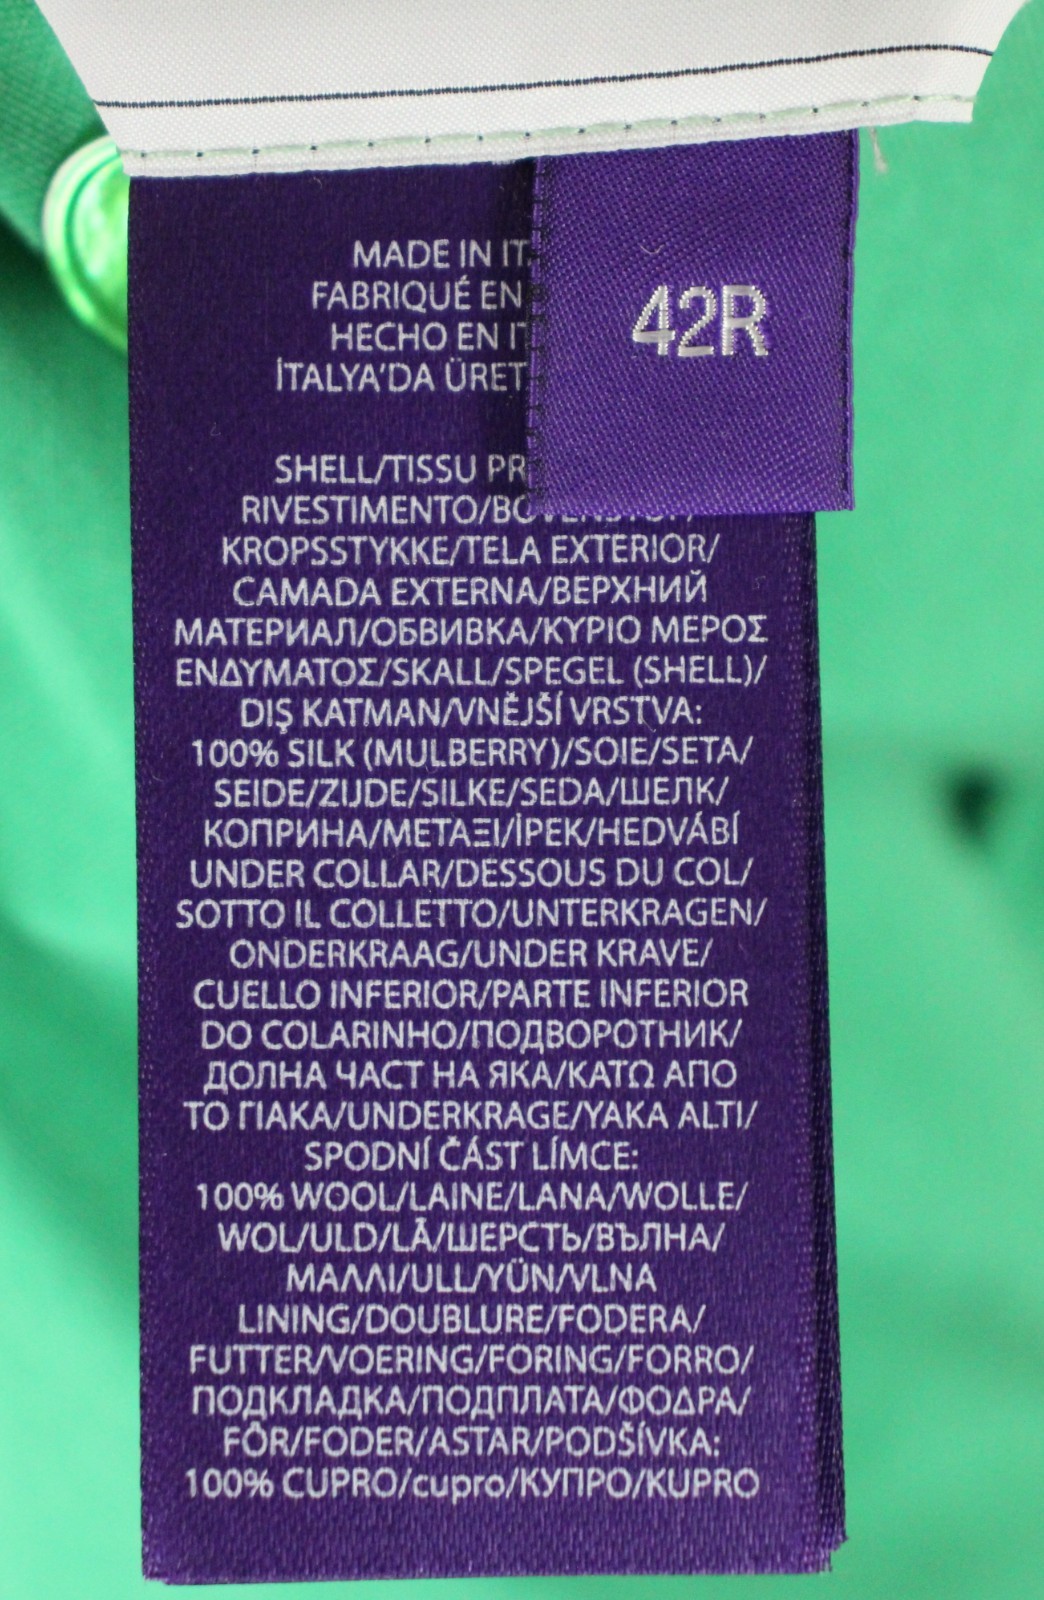 MADE IN IT
FABRIQUÉ EN
HECHO EN IT
İTALYA'DA ÜRET
42R
SHELL/TISSU PR
RIVESTIMENTO/BOVENSTOF/
KROPSSTYKKE/TELA EXTERIOR/
CAMADA EXTERNA/ВЕРХНИЙ
МАТЕРИАЛ/ОБВИВКА/ΚΥΡΙΟ ΜΕΡΟΣ
ΕΝΔΥΜΑΤΟΣ/SKALL/SPEGEL (SHELL)/
DIŞ KATMAN/VNĚJŠÍ VRSTVA:
100% SILK (MULBERRY)/SOIE/SETA/
SEIDE/ZIJDE/SILKE/SEDA/ШЕЛК/
КОПРИНА/ΜΕΤΑΞΙ/İPEK/HEDVÁBÍ
UNDER COLLAR/DESSOUS DU COL/
SOTTO IL COLLETTO/UNTERKRAGEN/
ONDERKRAAG/UNDER KRAVE/
CUELLO INFERIOR/PARTE INFERIOR
DO COLARINHO/ПОДВОРОТНИК/
ДОЛНА ЧАСТ НА ЯКА/ΚΑΤΩ ΑΠΟ
ΤΟ ΓΙΑΚΑ/UNDERKRAGE/YAKA ALTI/
SPODNÍ ČÁST LÍMCE:
100% WOOL/LAINE/LANA/WOLLE/
WOL/ULD/LÃ/ШЕРСТЬ/ВЪЛНА/
ΜΑΛΛΙ/ULL/YÜN/VLNA
LINING/DOUBLURE/FODERA/
FUTTER/VOERING/FORING/FORRO/
ПОДКЛАДКА/ПОДПЛАТА/ΦΟΔΡΑ/
FÔR/FODER/ASTAR/PODŠÍVKA:
100% CUPRO/cupro/КУПРО/KUPRO